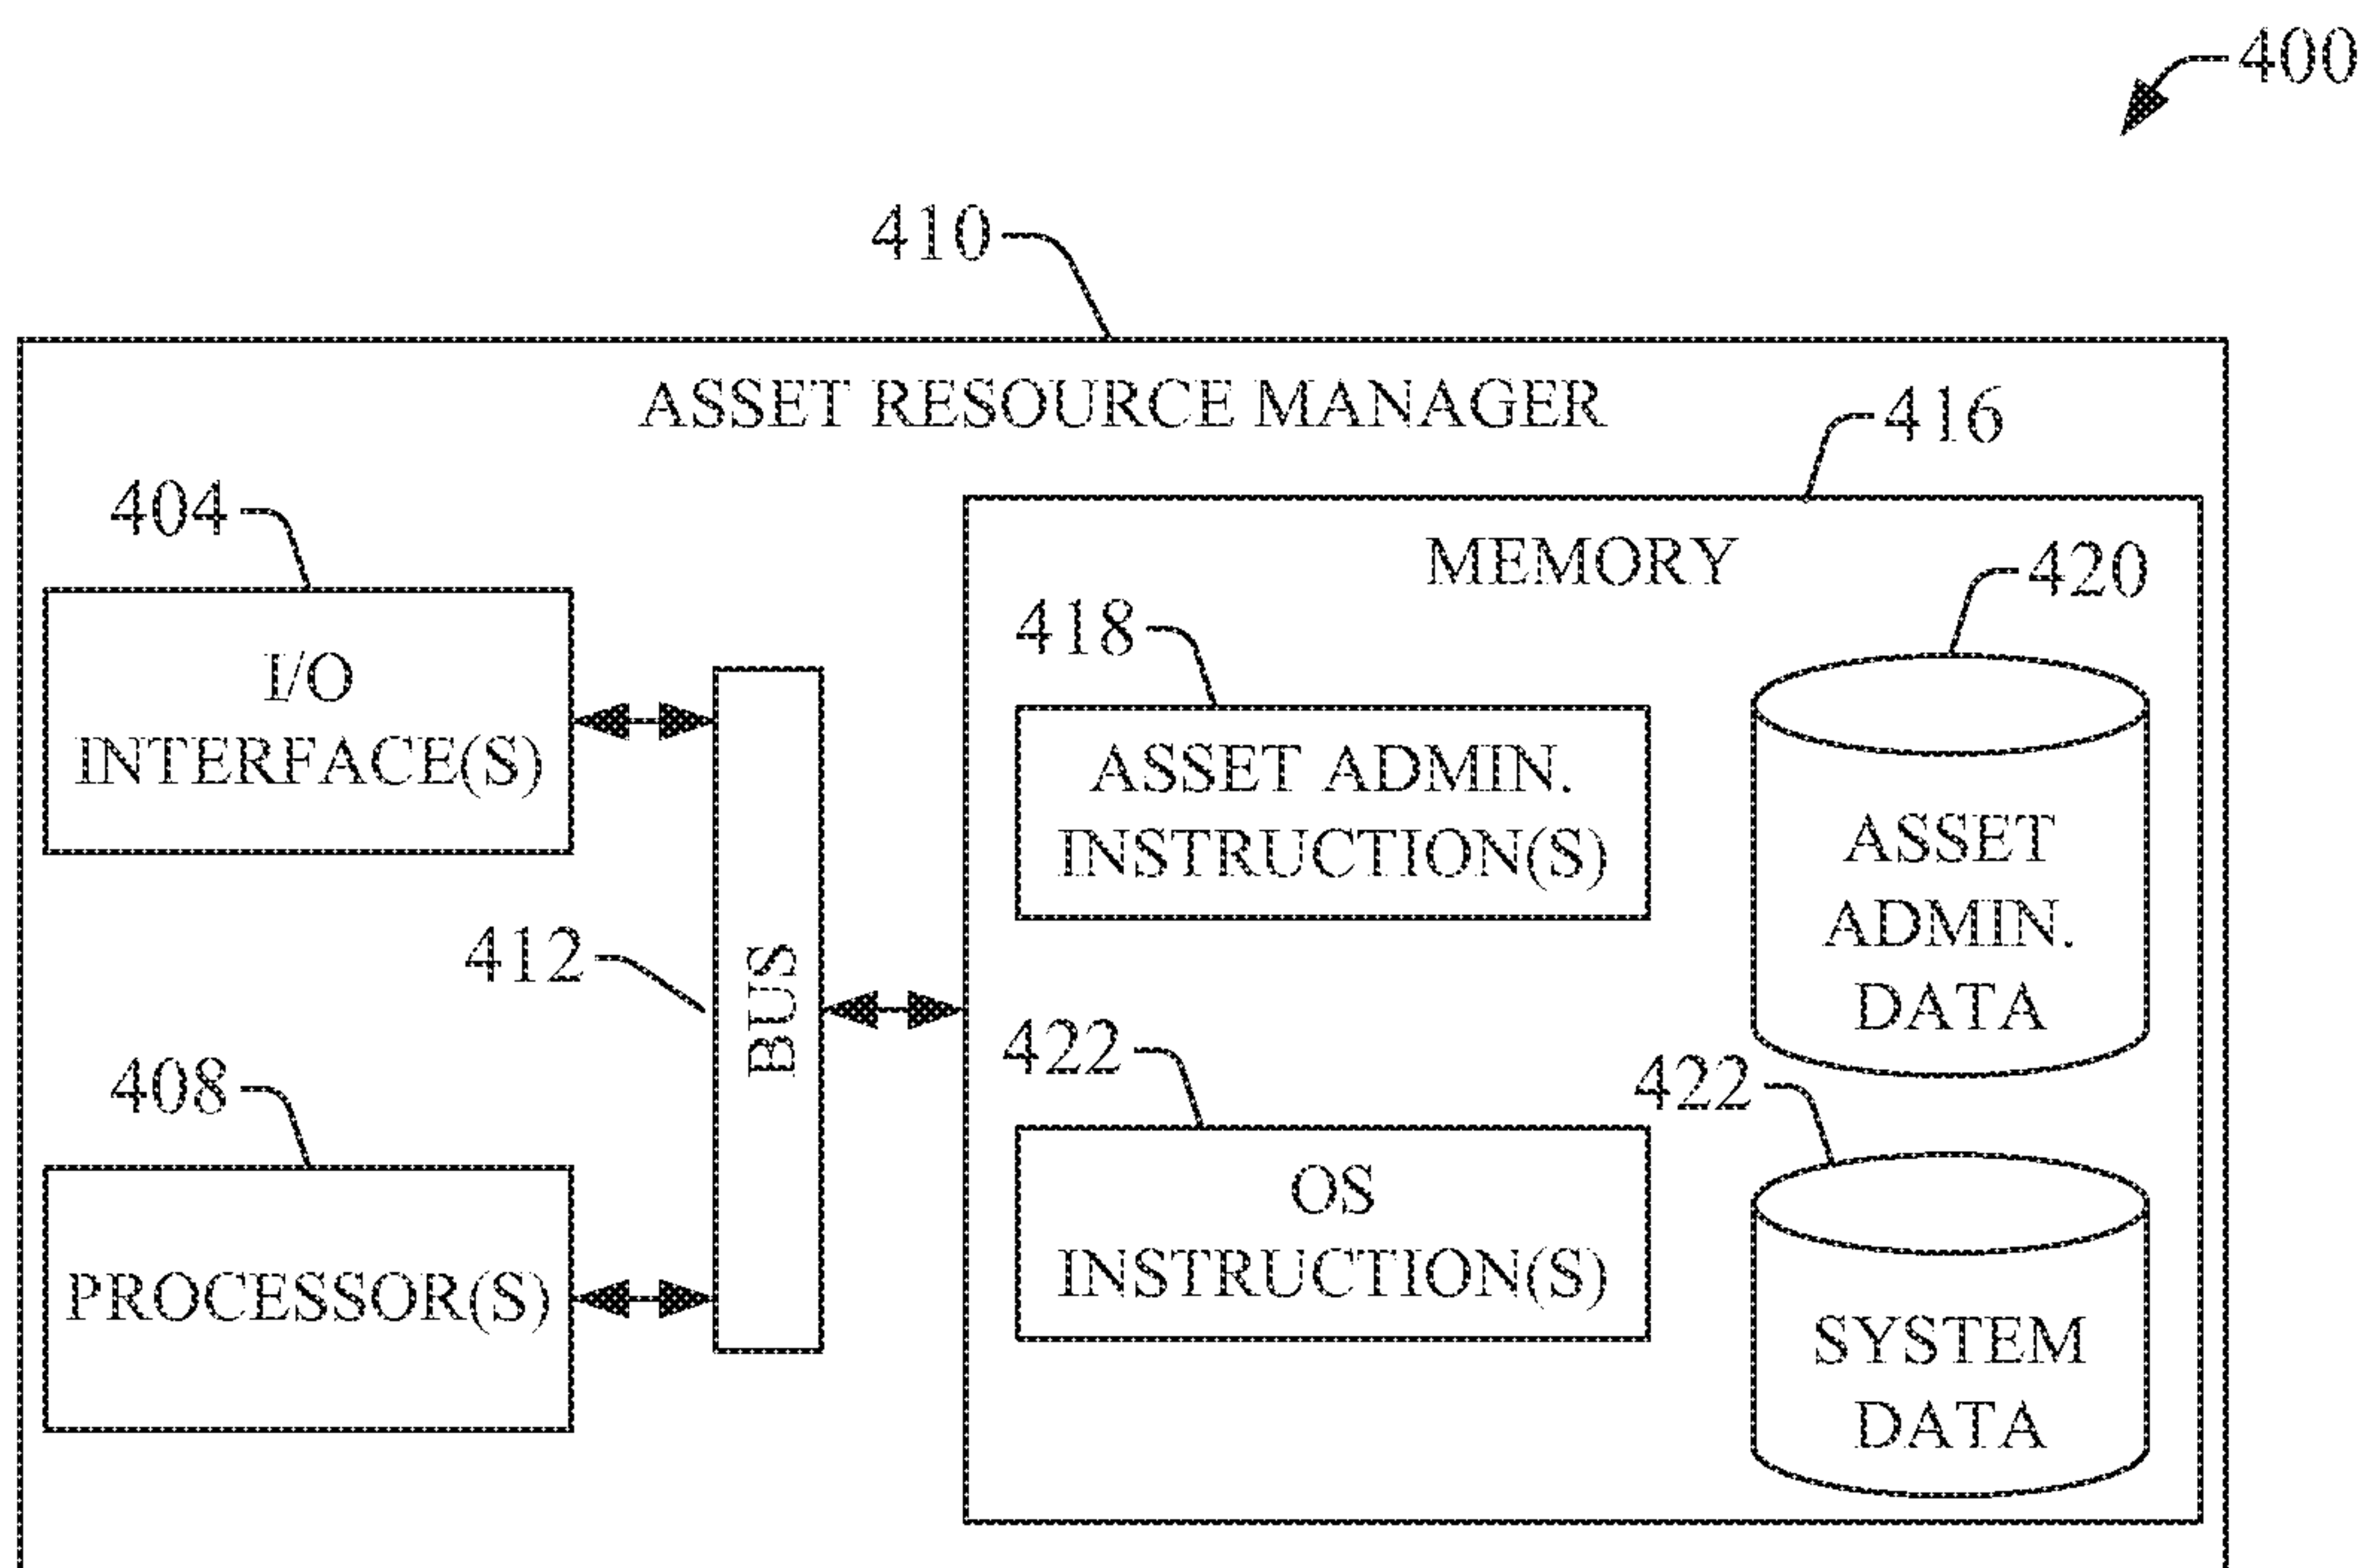 400
410
ASSET RESOURCE MANAGER
416
404
MEMORY
420
418
I/O
INTERFACE(S)
ASSET ADMIN.
INSTRUCTION(S)
ASSET
ADMIN.
DATA
412
BUS
422
422
408
OS
INSTRUCTION(S)
PROCESSOR(S)
SYSTEM
DATA